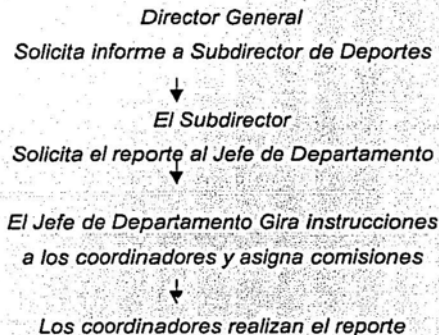 Director General
Solicita informe a Subdirector de Deportes
El Subdirector
Solicita el reporte al Jefe de Departamento
El Jefe de Departamento Gira instrucciones
a los coordinadores y asigna comisiones
Los coordinadores realizan el reporte